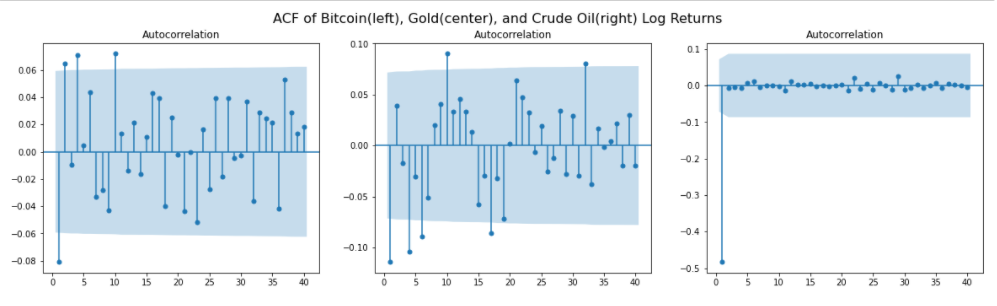 ACF of Bitcoin(left), Gold(center), and Crude Oil(right) Log Returns
Autocorrelation
0.06
0.04
0.02
0.00
−0.02
−0.04
−0.06
−0.08
0 5 10 15 20 25 30 35 40
Autocorrelation
0.10
0.05
0.00
−0.05
−0.10
0 5 10 15 20 25 30 35 40
Autocorrelation
0.1
0.0
−0.1
−0.2
−0.3
−0.4
−0.5
0 5 10 15 20 25 30 35 40